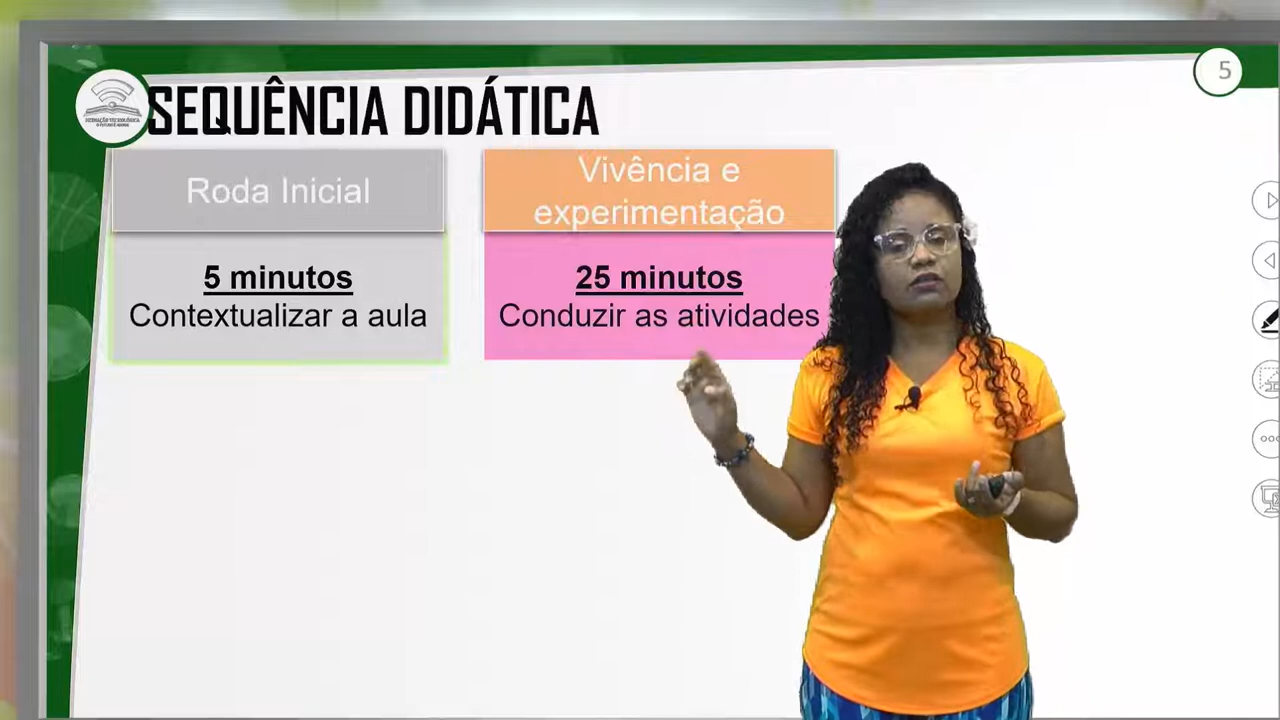 SEQUÊNCIA DIDÁTICA
5
Roda Inicial
5 minutos
Contextualizar a aula
Vivência e
experimentação
25 minutos
Conduzir as atividades